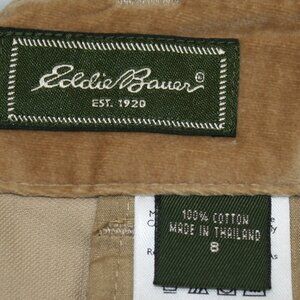 Eddie Bauer®
EST. 1920
100% COTTON
MADE IN THAILAND
8